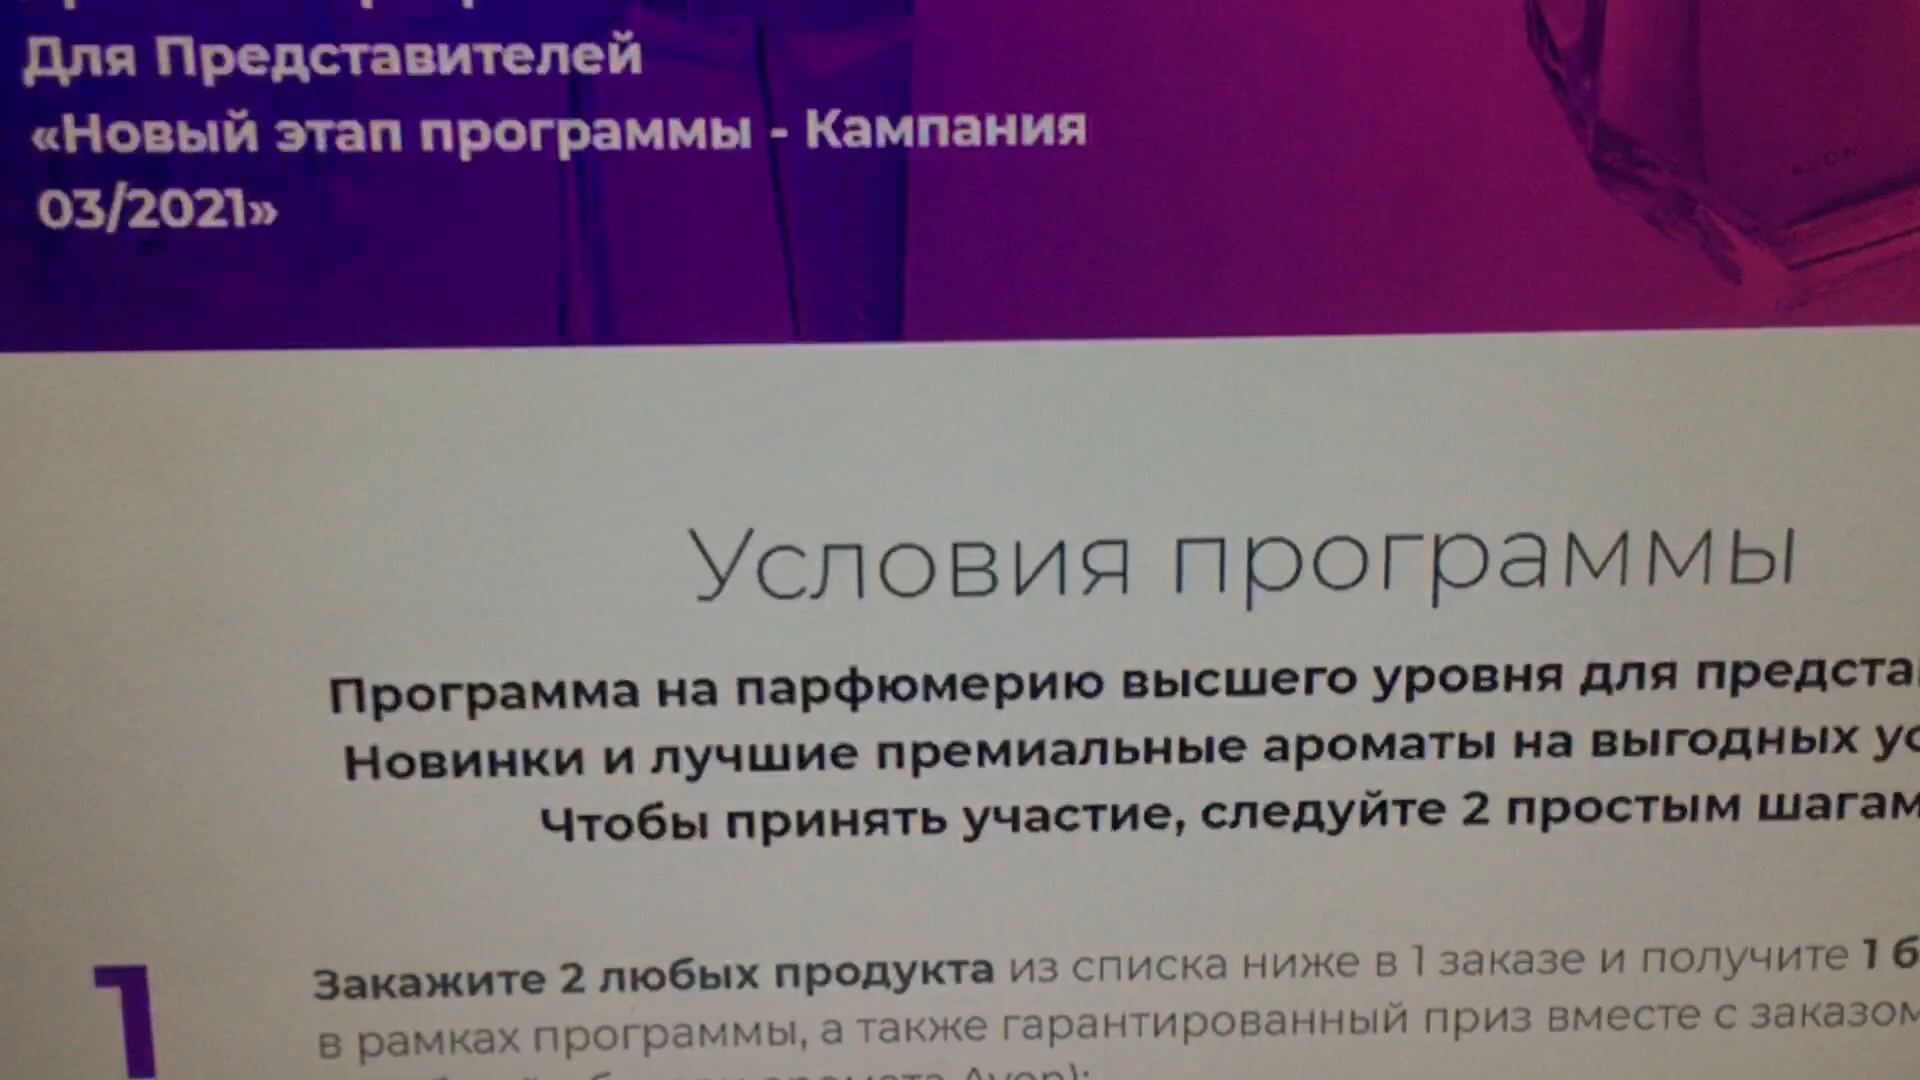 Для Представителей
«Новый этап программы - Кампания
03/2021»
AVON
Условия программы
Программа на парфюмерию высшего уровня для
Новинки и лучшие премиальные ароматы на выгодных
Чтобы принять участие, следуйте 2 простым шагам
1
Закажите 2 любых продукта из списка ниже в 1 заказе и получите 1
в рамках программы, а также гарантированный приз вместе с заказом